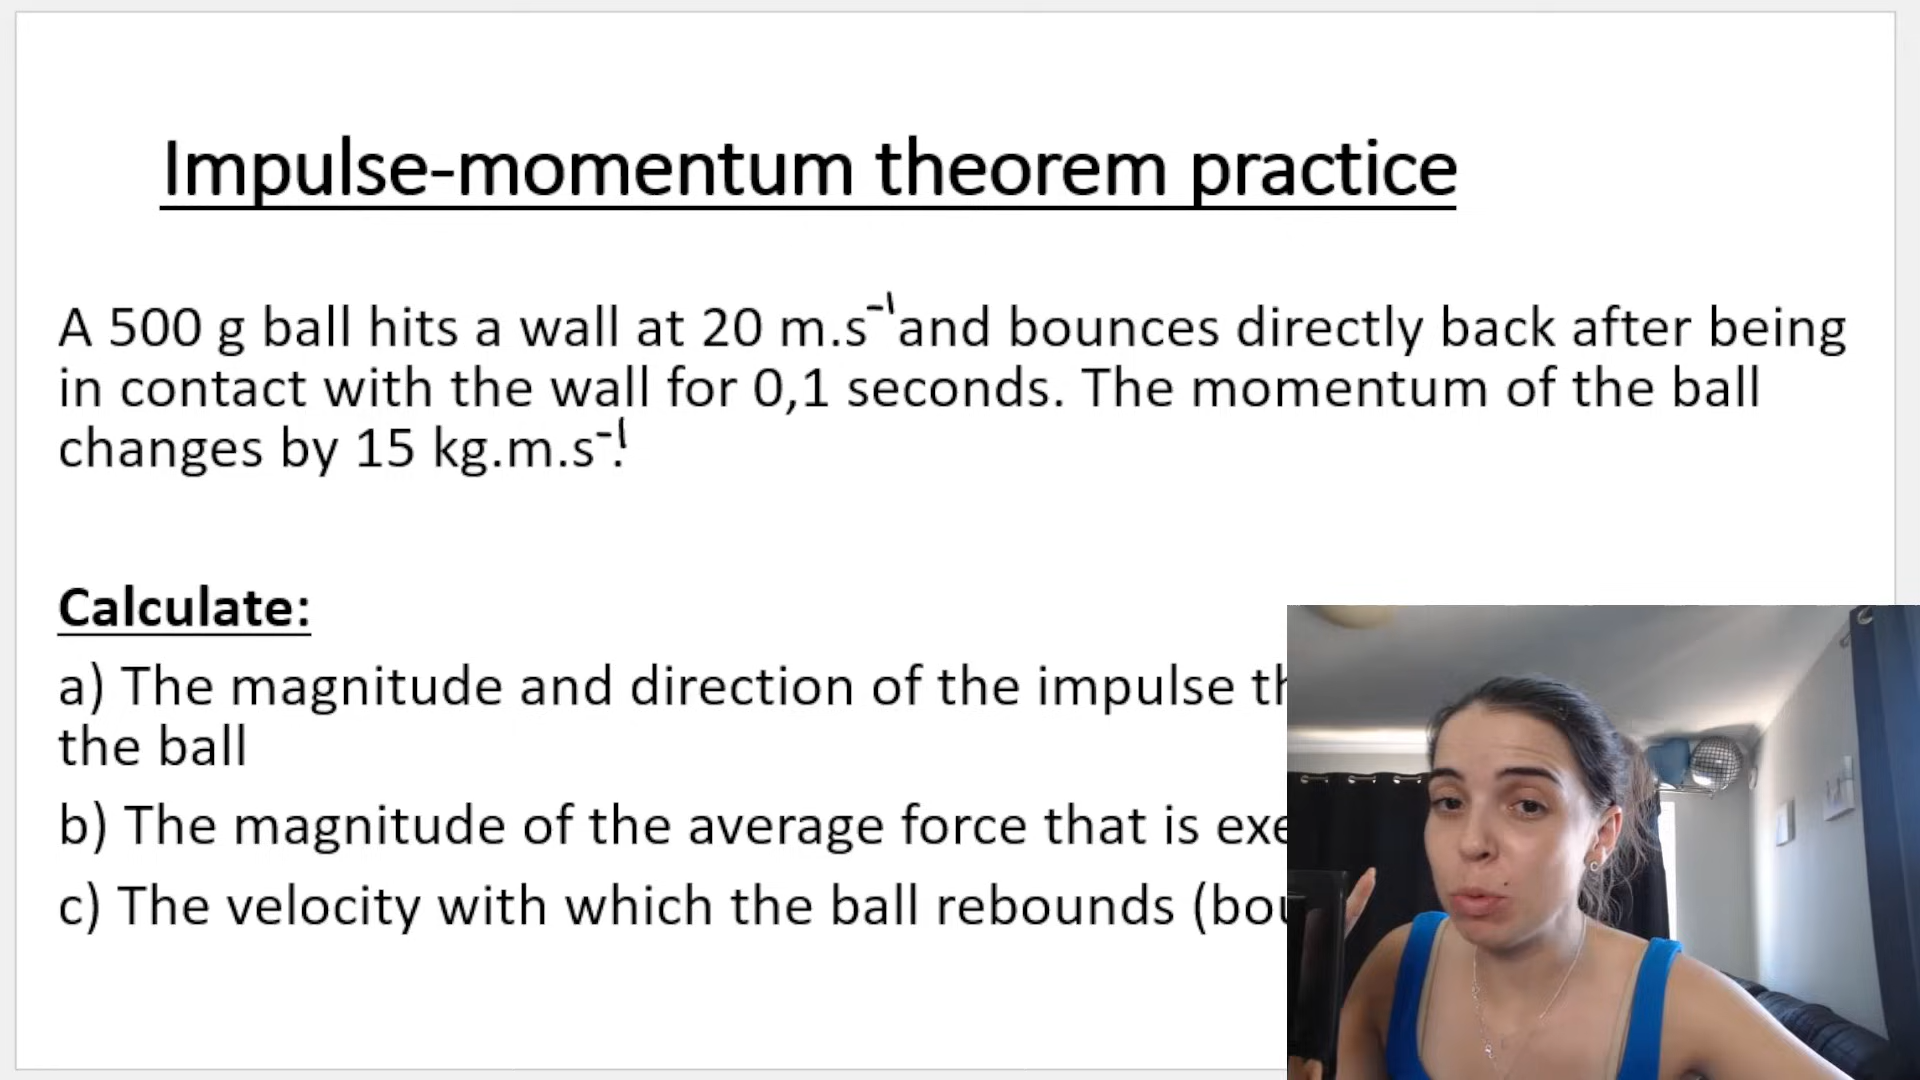 Impulse-momentum theorem practice
A 500 g ball hits a wall at 20 m.s⁻¹ and bounces directly back after being
in contact with the wall for 0,1 seconds. The momentum of the ball
changes by 15 kg.m.s⁻¹.
Calculate:
a) The magnitude and direction of the impulse
the ball
b) The magnitude of the average force that is
c) The velocity with which the ball rebounds